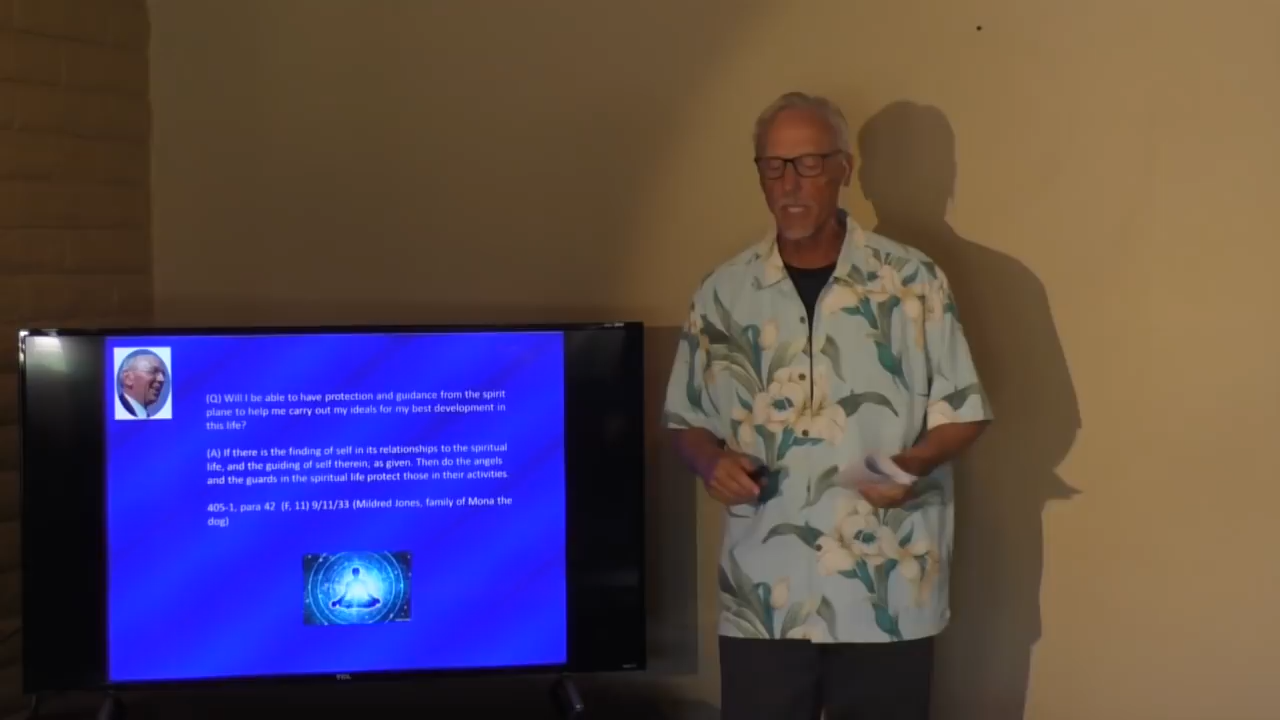 (Q) Will I be able to have protection and guidance from the spirit
plane to help me carry out my ideals for my best development in
this life?
(A) If there is the finding of self in its relationships to the spiritual
life, and the guiding of self therein; as given. Then do the angels
and the guards in the spiritual life protect those in their activities.
405-1, para 42 (F, 11) 9/11/33 (Mildred Jones, family of Mona the
dog)
TCL